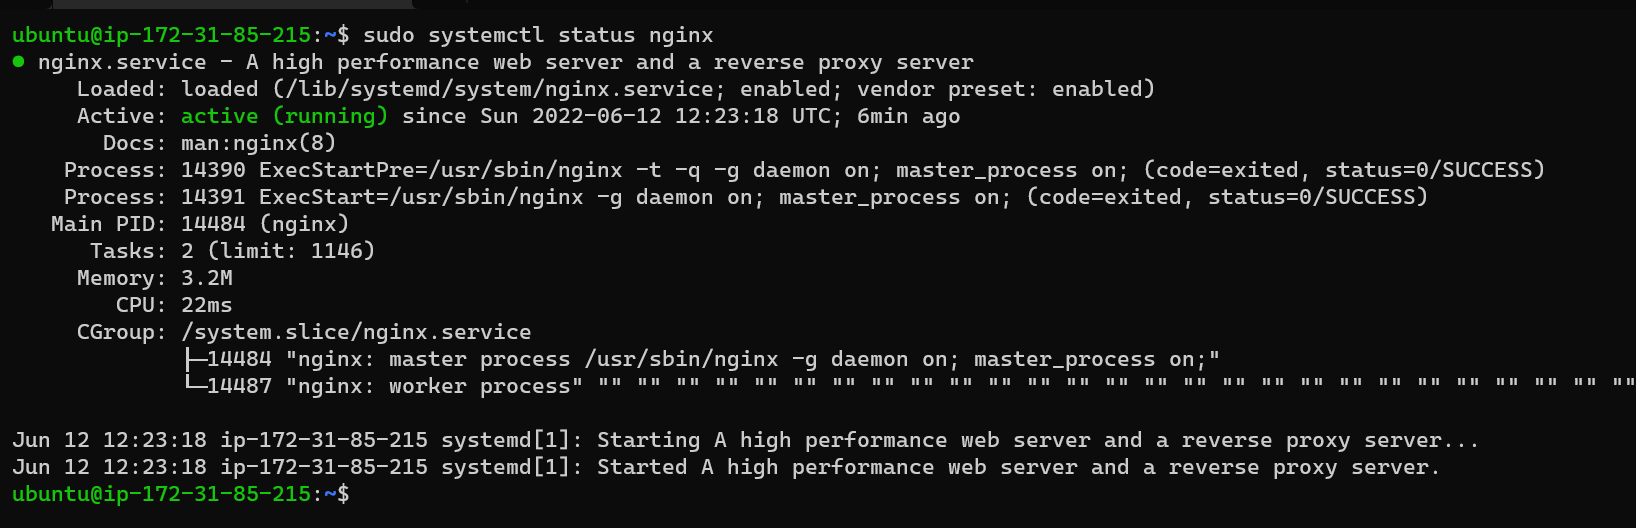 ubuntu@ip-172-31-85-215:~$ sudo systemctl status nginx
● nginx.service - A high performance web server and a reverse proxy server
     Loaded: loaded (/lib/systemd/system/nginx.service; enabled; vendor preset: enabled)
     Active: active (running) since Sun 2022-06-12 12:23:18 UTC; 6min ago
       Docs: man:nginx(8)
    Process: 14390 ExecStartPre=/usr/sbin/nginx -t -q -g daemon on; master_process on; (code=exited, status=0/SUCCESS)
    Process: 14391 ExecStart=/usr/sbin/nginx -g daemon on; master_process on; (code=exited, status=0/SUCCESS)
   Main PID: 14484 (nginx)
      Tasks: 2 (limit: 1146)
     Memory: 3.2M
        CPU: 22ms
     CGroup: /system.slice/nginx.service
             ├─14484 "nginx: master process /usr/sbin/nginx -g daemon on; master_process on;"
             └─14487 "nginx: worker process" "" "" "" "" "" "" "" "" "" "" "" "" "" "" "" "" "" "" "" "" "" "" "" "" "" "" ""

Jun 12 12:23:18 ip-172-31-85-215 systemd[1]: Starting A high performance web server and a reverse proxy server...
Jun 12 12:23:18 ip-172-31-85-215 systemd[1]: Started A high performance web server and a reverse proxy server.
ubuntu@ip-172-31-85-215:~$